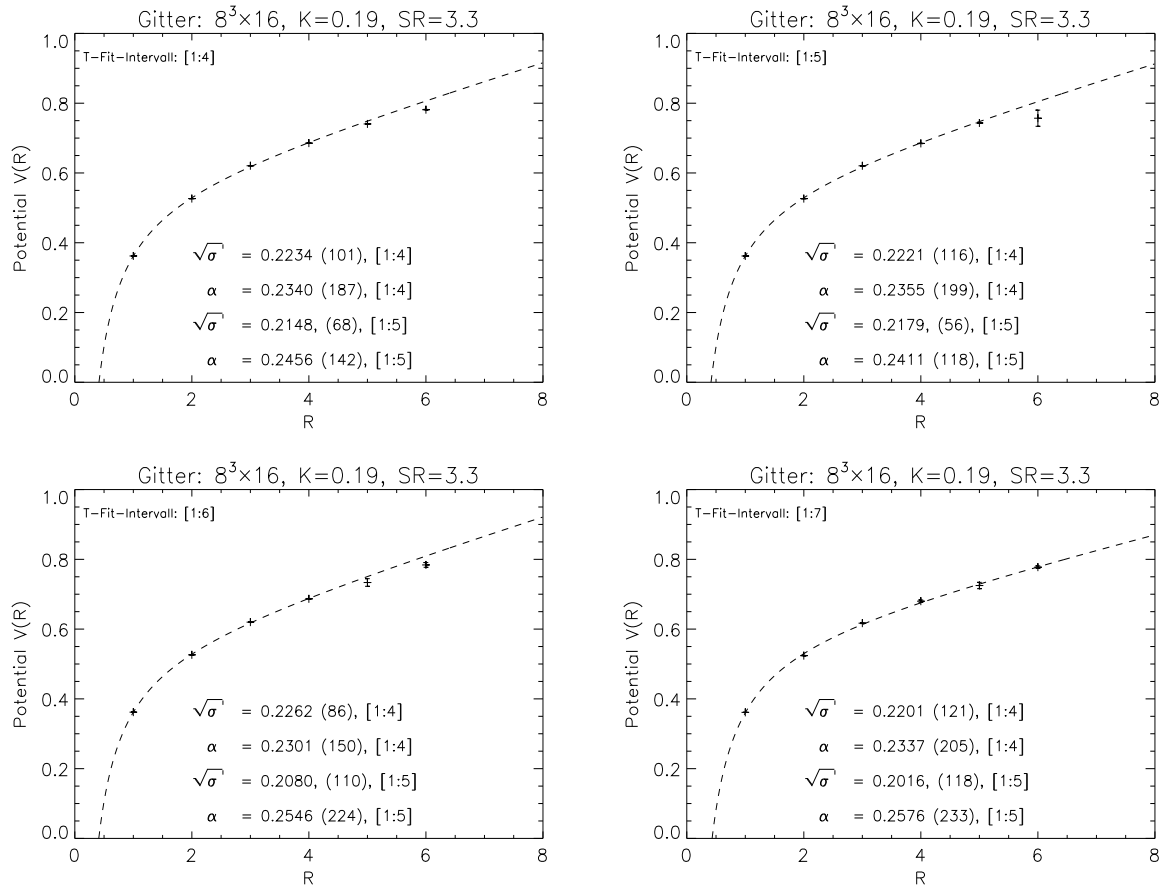 Gitter: 8³×16, K=0.19, SR=3.3
T-Fit-Intervall: [1:4]
Potential V(R)
1.0
0.8
0.6
0.4
0.2
0.0
√σ = 0.2234 (101), [1:4]
α = 0.2340 (187), [1:4]
√σ = 0.2148, (68), [1:5]
α = 0.2456 (142), [1:5]
0 2 4 6 8
R
Gitter: 8³×16, K=0.19, SR=3.3
T-Fit-Intervall: [1:5]
Potential V(R)
1.0
0.8
0.6
0.4
0.2
0.0
√σ = 0.2221 (116), [1:4]
α = 0.2355 (199), [1:4]
√σ = 0.2179, (56), [1:5]
α = 0.2411 (118), [1:5]
0 2 4 6 8
R
Gitter: 8³×16, K=0.19, SR=3.3
T-Fit-Intervall: [1:6]
Potential V(R)
1.0
0.8
0.6
0.4
0.2
0.0
√σ = 0.2262 (86), [1:4]
α = 0.2301 (150), [1:4]
√σ = 0.2080, (110), [1:5]
α = 0.2546 (224), [1:5]
0 2 4 6 8
R
Gitter: 8³×16, K=0.19, SR=3.3
T-Fit-Intervall: [1:7]
Potential V(R)
1.0
0.8
0.6
0.4
0.2
0.0
√σ = 0.2201 (121), [1:4]
α = 0.2337 (205), [1:4]
√σ = 0.2016, (118), [1:5]
α = 0.2576 (233), [1:5]
0 2 4 6 8
R